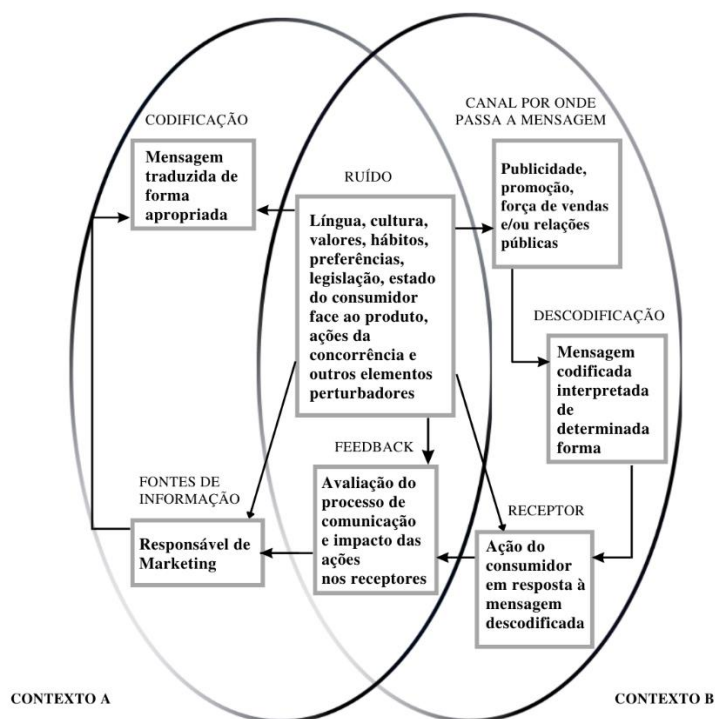 CODIFICAÇÃO
Mensagem
traduzida de
forma
apropriada
RUÍDO
Língua, cultura,
valores, hábitos,
preferências,
legislação, estado
do consumidor
face ao produto,
ações da
concorrência e
outros elementos
perturbadores
CANAL POR ONDE
PASSA A MENSAGEM
Publicidade,
promoção,
força de vendas
e/ou relações
públicas
DESCODIFICAÇÃO
Mensagem
codificada
interpretada
de
determinada
forma
FONTES DE
INFORMAÇÃO
Responsável de
Marketing
FEEDBACK
Avaliação do
processo de
comunicação
e impacto das
ações
nos receptores
RECEPTOR
Ação do
consumidor
em resposta à
mensagem
descodificada
CONTEXTO A
CONTEXTO B